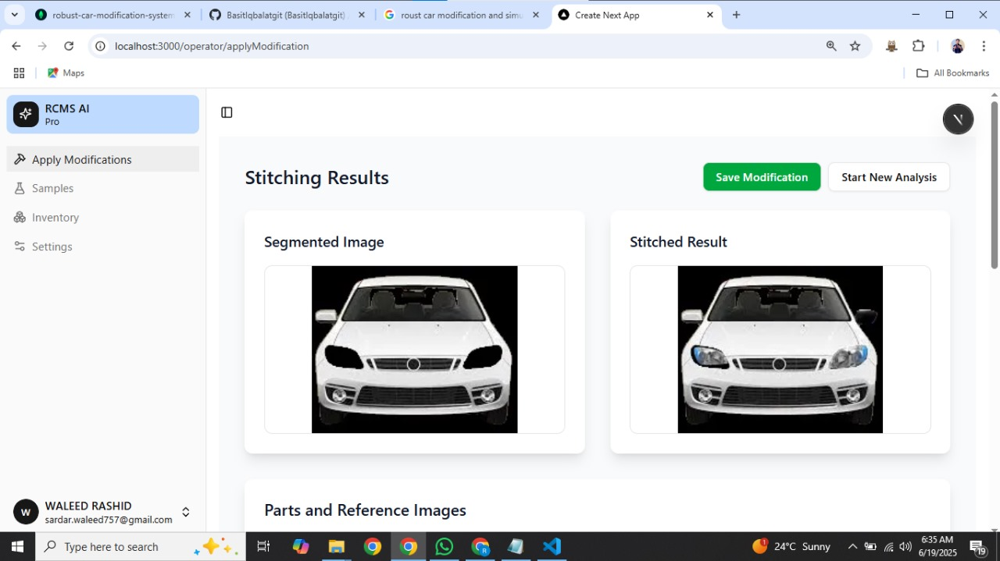 robust-car-modification-system
BasitIqbalatgit (BasitIqbalatgit)
roust car modification and simu
Create Next App
localhost:3000/operator/applyModification
Maps
All Bookmarks
RCMS AI
Pro
Apply Modifications
Samples
Inventory
Settings
Stitching Results
Save Modification
Start New Analysis
Segmented Image
Stitched Result
Parts and Reference Images
W
WALEED RASHID
sardar.waleed757@gmail.com
Type here to search
1
24°C Sunny
6:35 AM
6/19/2025
19